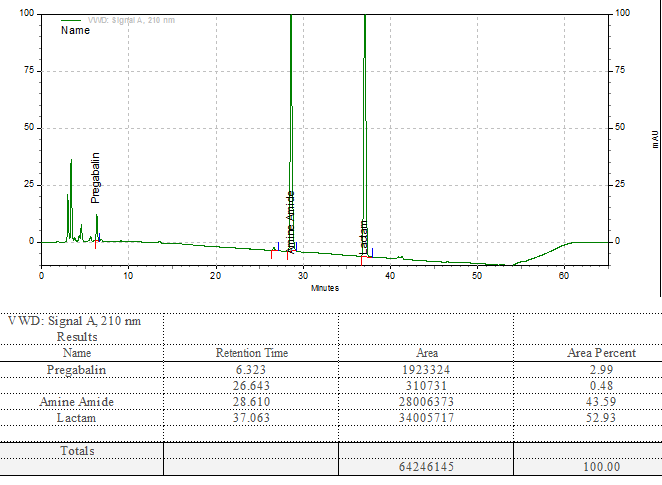 100 100
VWD: Signal A, 210 nm
Name
75 75
50 50
mAU
Pregabalin
25 25
Amine Amide
Lactam
0 0
0 10 20 30 40 50 60
Minutes
VWD: Signal A, 210 nm
Results
Name Retention Time Area Area Percent
Pregabalin 6.323 1923324 2.99
26.643 310731 0.48
Amine Amide 28.610 28006373 43.59
Lactam 37.063 34005717 52.93
Totals
64246145 100.00